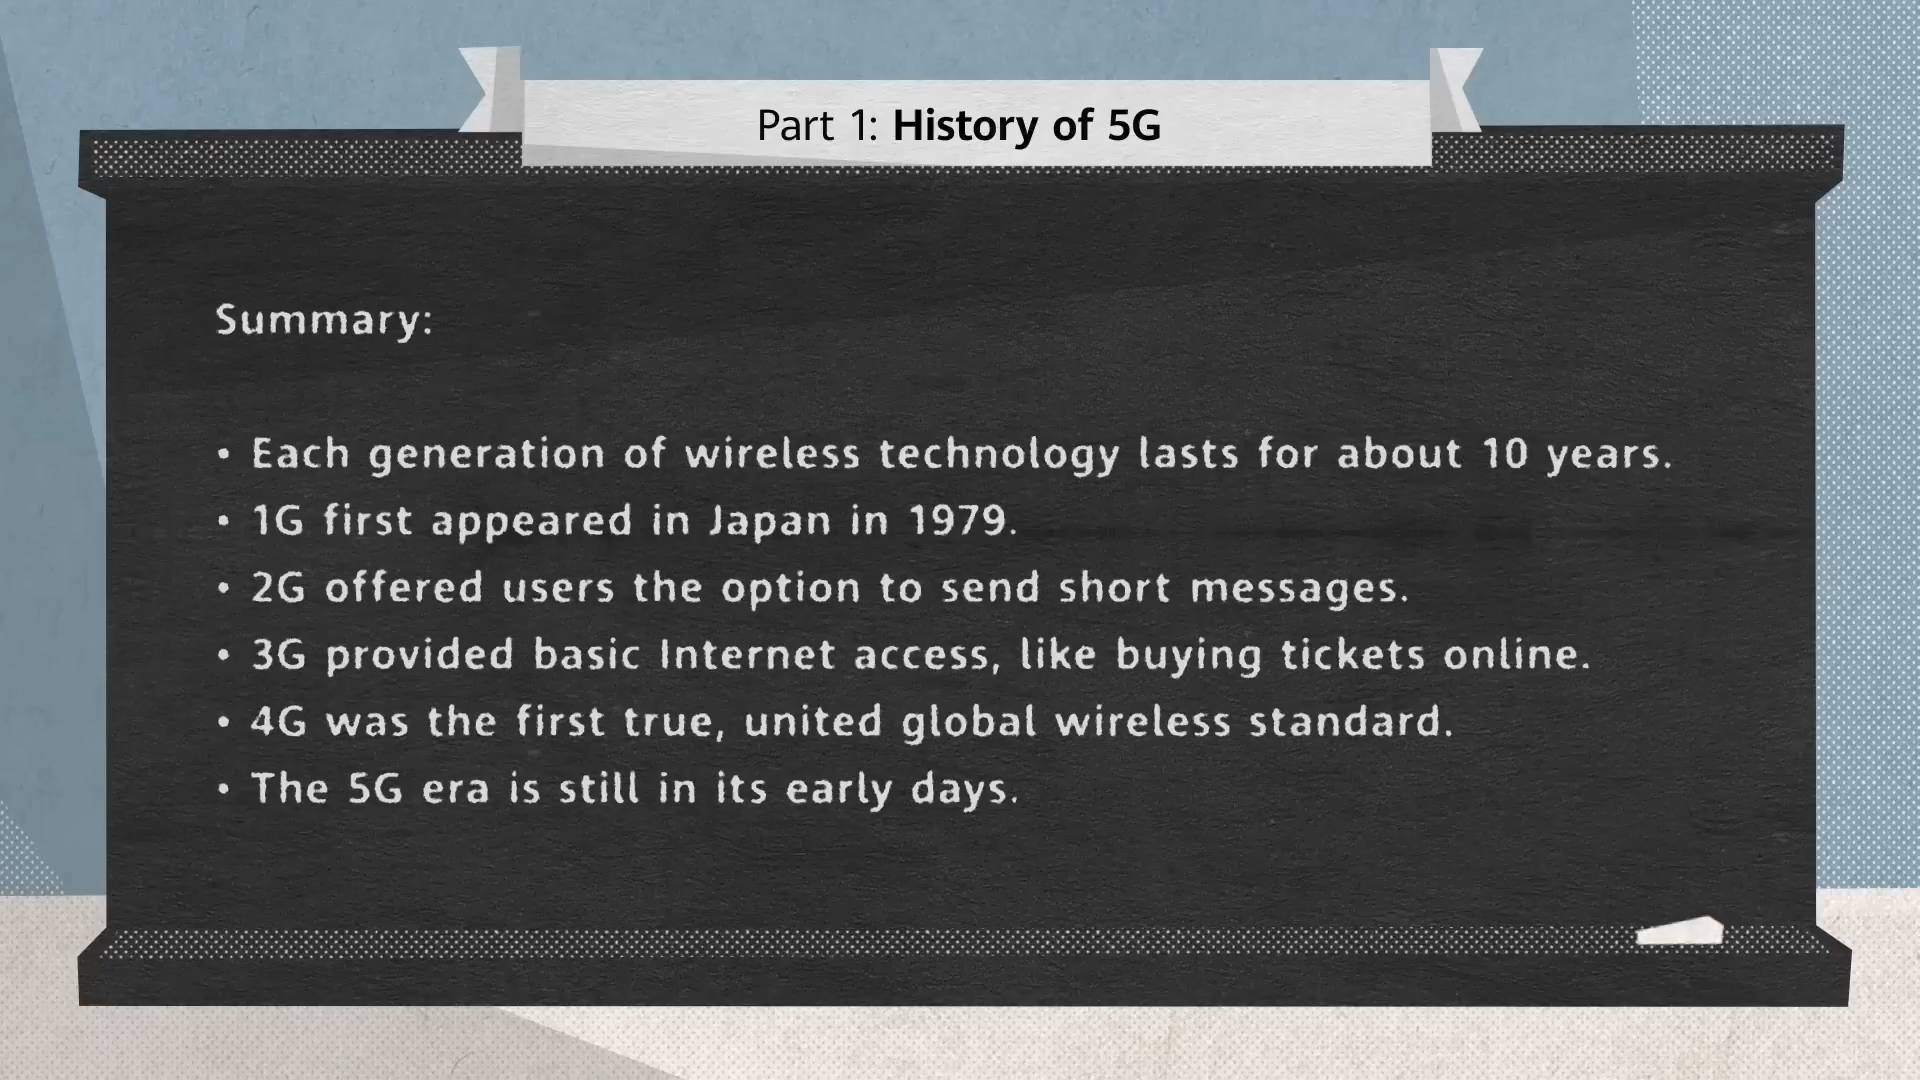 Part 1: History of 5G
Summary:
• Each generation of wireless technology lasts for about 10 years.
• 1G first appeared in Japan in 1979.
• 2G offered users the option to send short messages.
• 3G provided basic Internet access, like buying tickets online.
• 4G was the first true, united global wireless standard.
• The 5G era is still in its early days.